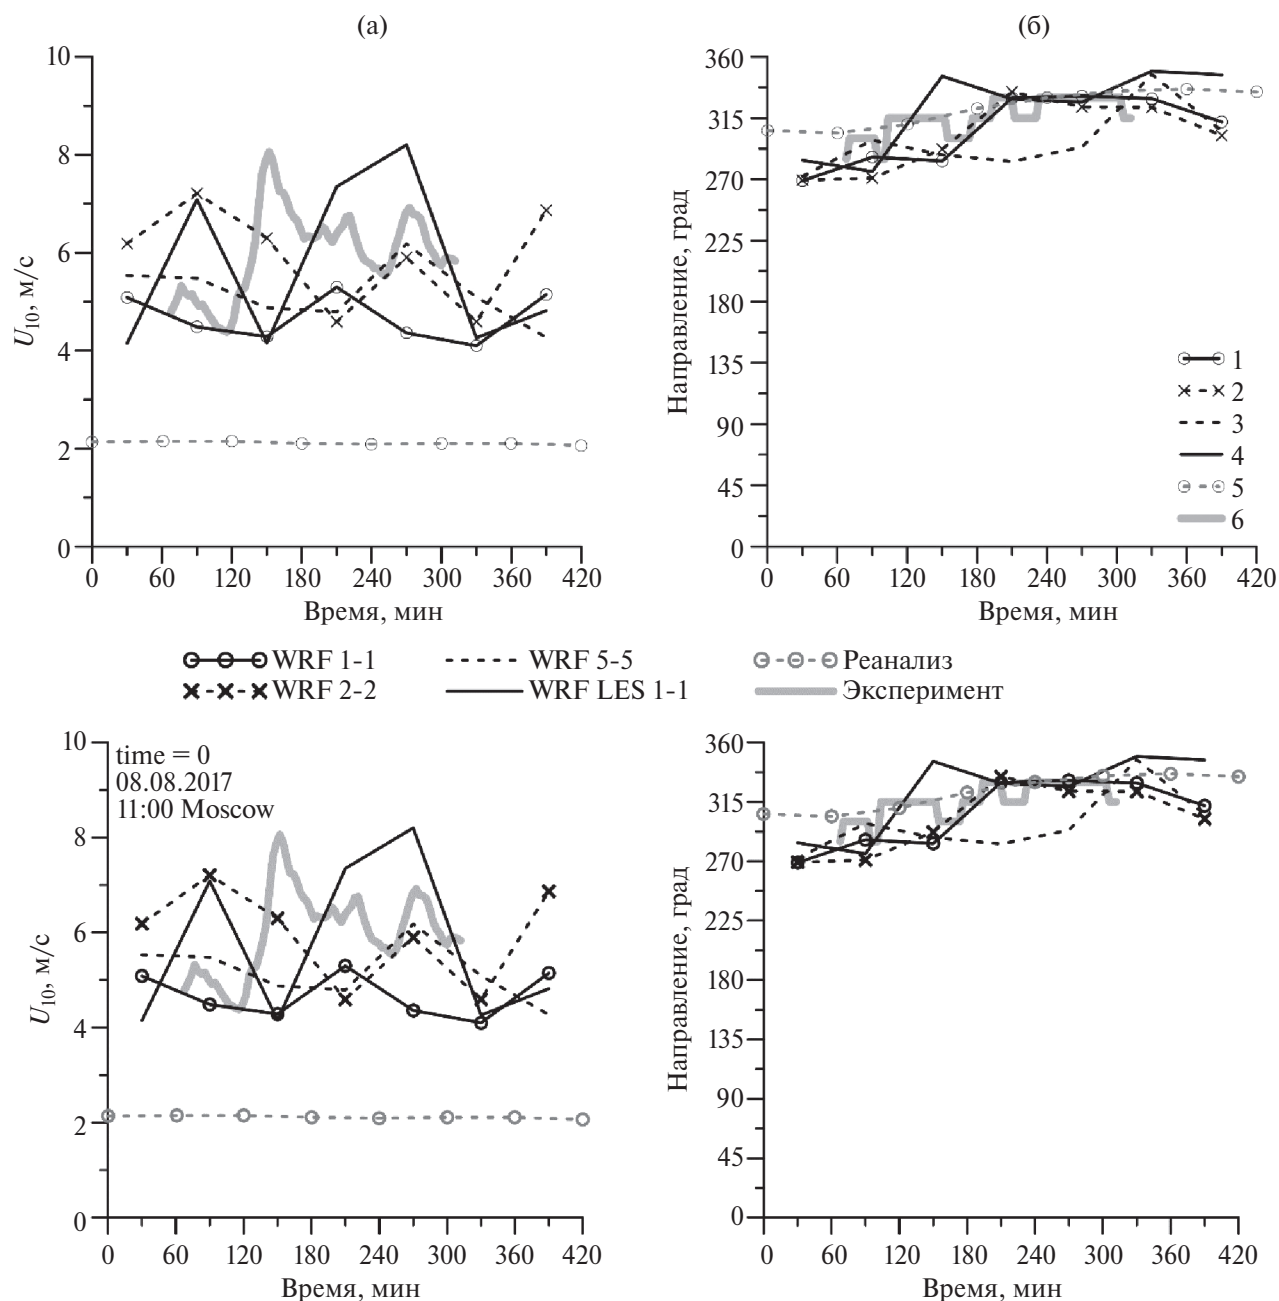 (а)
(б)
10
8
6
4
2
0
U10, м/с
0 60 120 180 240 300 360 420
Время, мин
360
315
270
225
180
135
90
45
0
Направление, град
1
2
3
4
5
6
0 60 120 180 240 300 360 420
Время, мин
WRF 1-1
WRF 5-5
Реанализ
WRF 2-2
WRF LES 1-1
Эксперимент
10
8
6
4
2
0
U10, м/с
time = 0
08.08.2017
11:00 Moscow
0 60 120 180 240 300 360 420
Время, мин
360
315
270
225
180
135
90
45
0
Направление, град
0 60 120 180 240 300 360 420
Время, мин